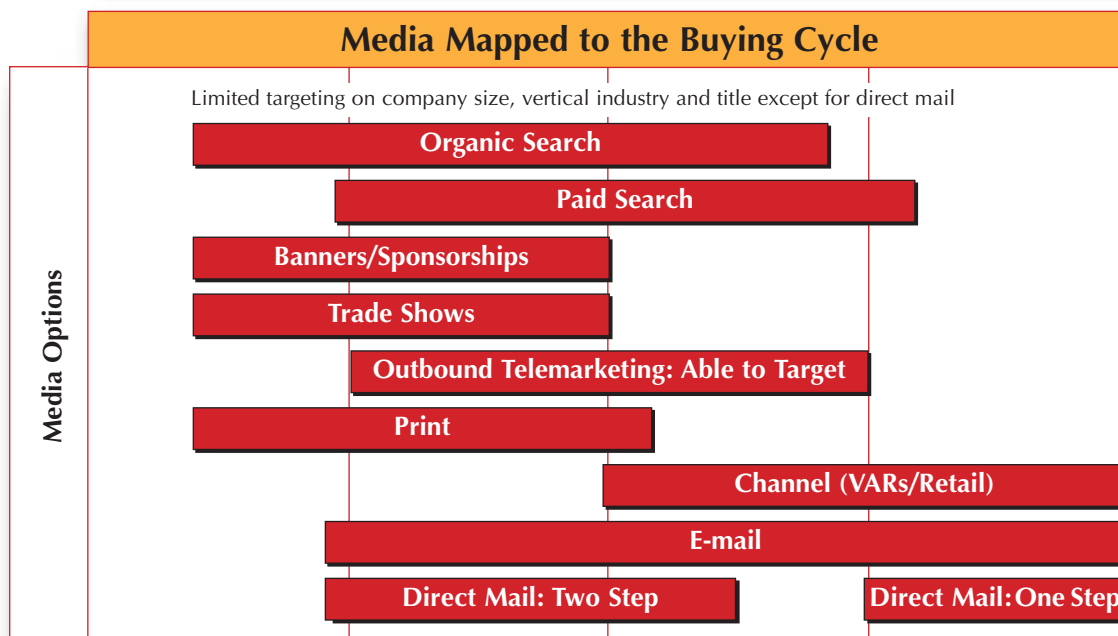 Media Mapped to the Buying Cycle
Limited targeting on company size, vertical industry and title except for direct mail
Media Options
Organic Search
Paid Search
Banners/Sponsorships
Trade Shows
Outbound Telemarketing: Able to Target
Print
Channel (VARs/Retail)
E-mail
Direct Mail: Two Step
Direct Mail: One Step